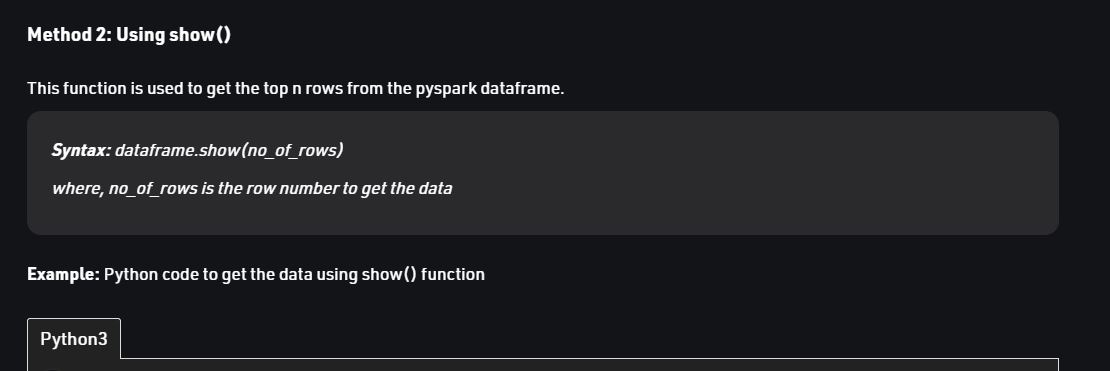 Method 2: Using show()
This function is used to get the top n rows from the pyspark dataframe.
Syntax: dataframe.show(no_of_rows)
where, no_of_rows is the row number to get the data
Example: Python code to get the data using show() function
Python3